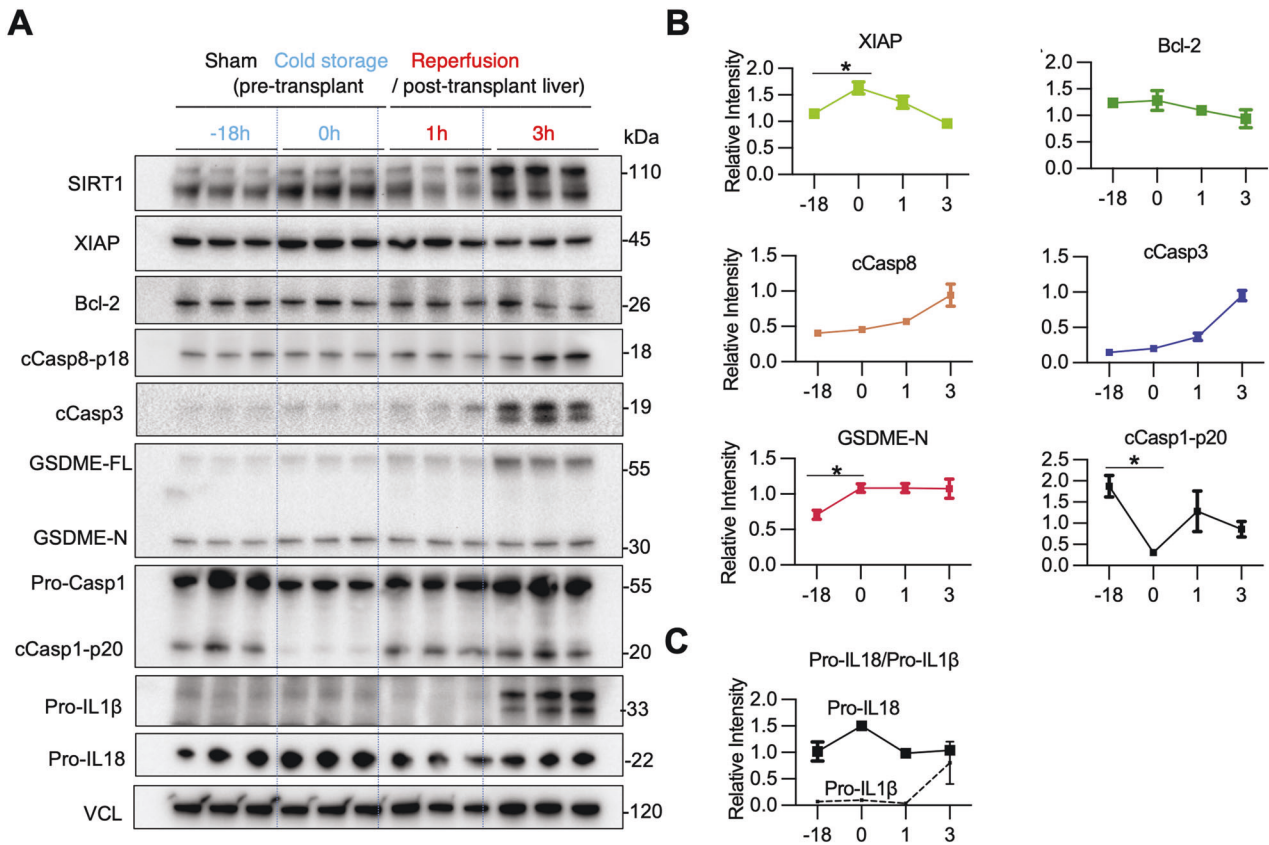 A
Sham Cold storage Reperfusion
(pre-transplant / post-transplant liver)
-18h 0h 1h 3h kDa
SIRT1 -110
XIAP -45
Bcl-2 -26
cCasp8-p18 -18
cCasp3 -19
GSDME-FL -55
GSDME-N -30
Pro-Casp1 -55
cCasp1-p20 -20
Pro-IL1β -33
Pro-IL18 -22
VCL -120
B
XIAP
Relative Intensity
2.0
1.5
1.0
0.5
0.0
*
-18 0 1 3
Bcl-2
2.0
1.5
1.0
0.5
0.0
-18 0 1 3
cCasp8
Relative Intensity
1.5
1.0
0.5
0.0
-18 0 1 3
cCasp3
1.5
1.0
0.5
0.0
-18 0 1 3
GSDME-N
Relative Intensity
1.5
1.0
0.5
0.0
*
-18 0 1 3
cCasp1-p20
2.5
2.0
1.5
1.0
0.5
0.0
*
-18 0 1 3
C
Pro-IL18/Pro-IL1β
Relative Intensity
2.0
1.5
1.0
0.5
0.0
Pro-IL18
Pro-IL1β
-18 0 1 3